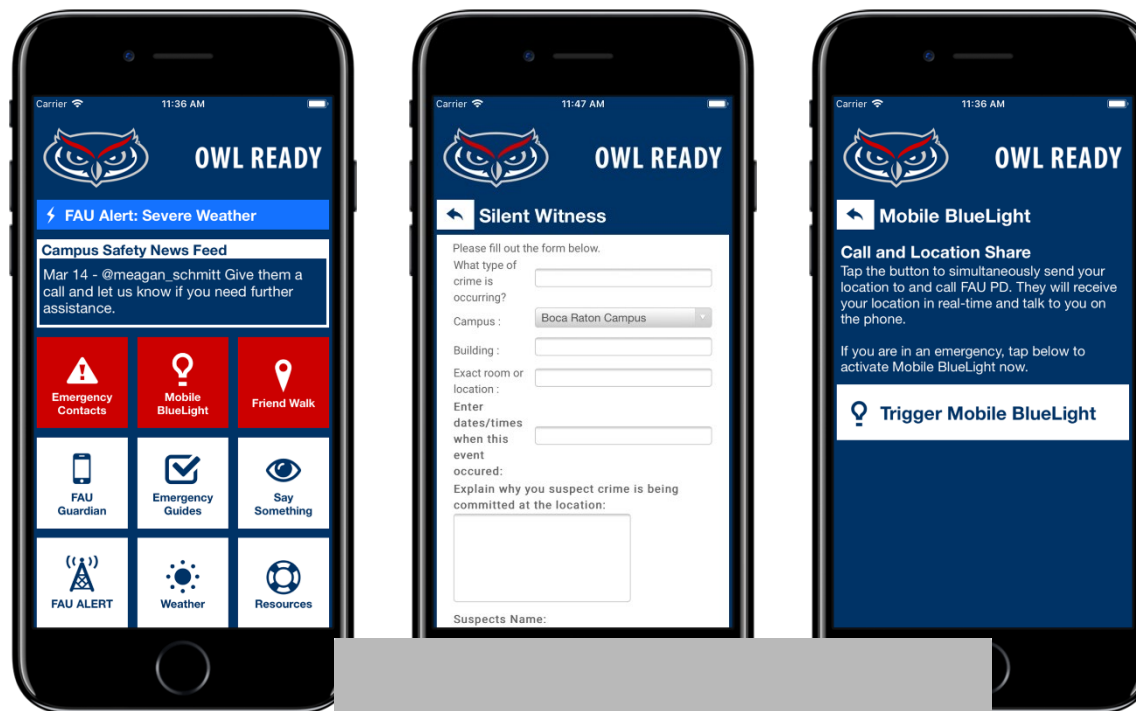 Carrier 11:36 AM
OWL READY
FAU Alert: Severe Weather
Campus Safety News Feed
Mar 14 - @meagan_schmitt Give them a
call and let us know if you need further
assistance.
Emergency
Contacts
Mobile
BlueLight
Friend Walk
FAU
Guardian
Emergency
Guides
Say
Something
FAU ALERT
Weather
Resources
Carrier 11:47 AM
OWL READY
Silent Witness
Please fill out the form below.
What type of
crime is
occurring?
Campus :
Boca Raton Campus
Building :
Exact room or
location :
Enter
dates/times
when this
event
occured:
Explain why you suspect crime is being
committed at the location:
Suspects Name:
Carrier 11:36 AM
OWL READY
Mobile BlueLight
Call and Location Share
Tap the button to simultaneously send your
location to and call FAU PD. They will receive
your location in real-time and talk to you on
the phone.
If you are in an emergency, tap below to
activate Mobile BlueLight now.
Trigger Mobile BlueLight